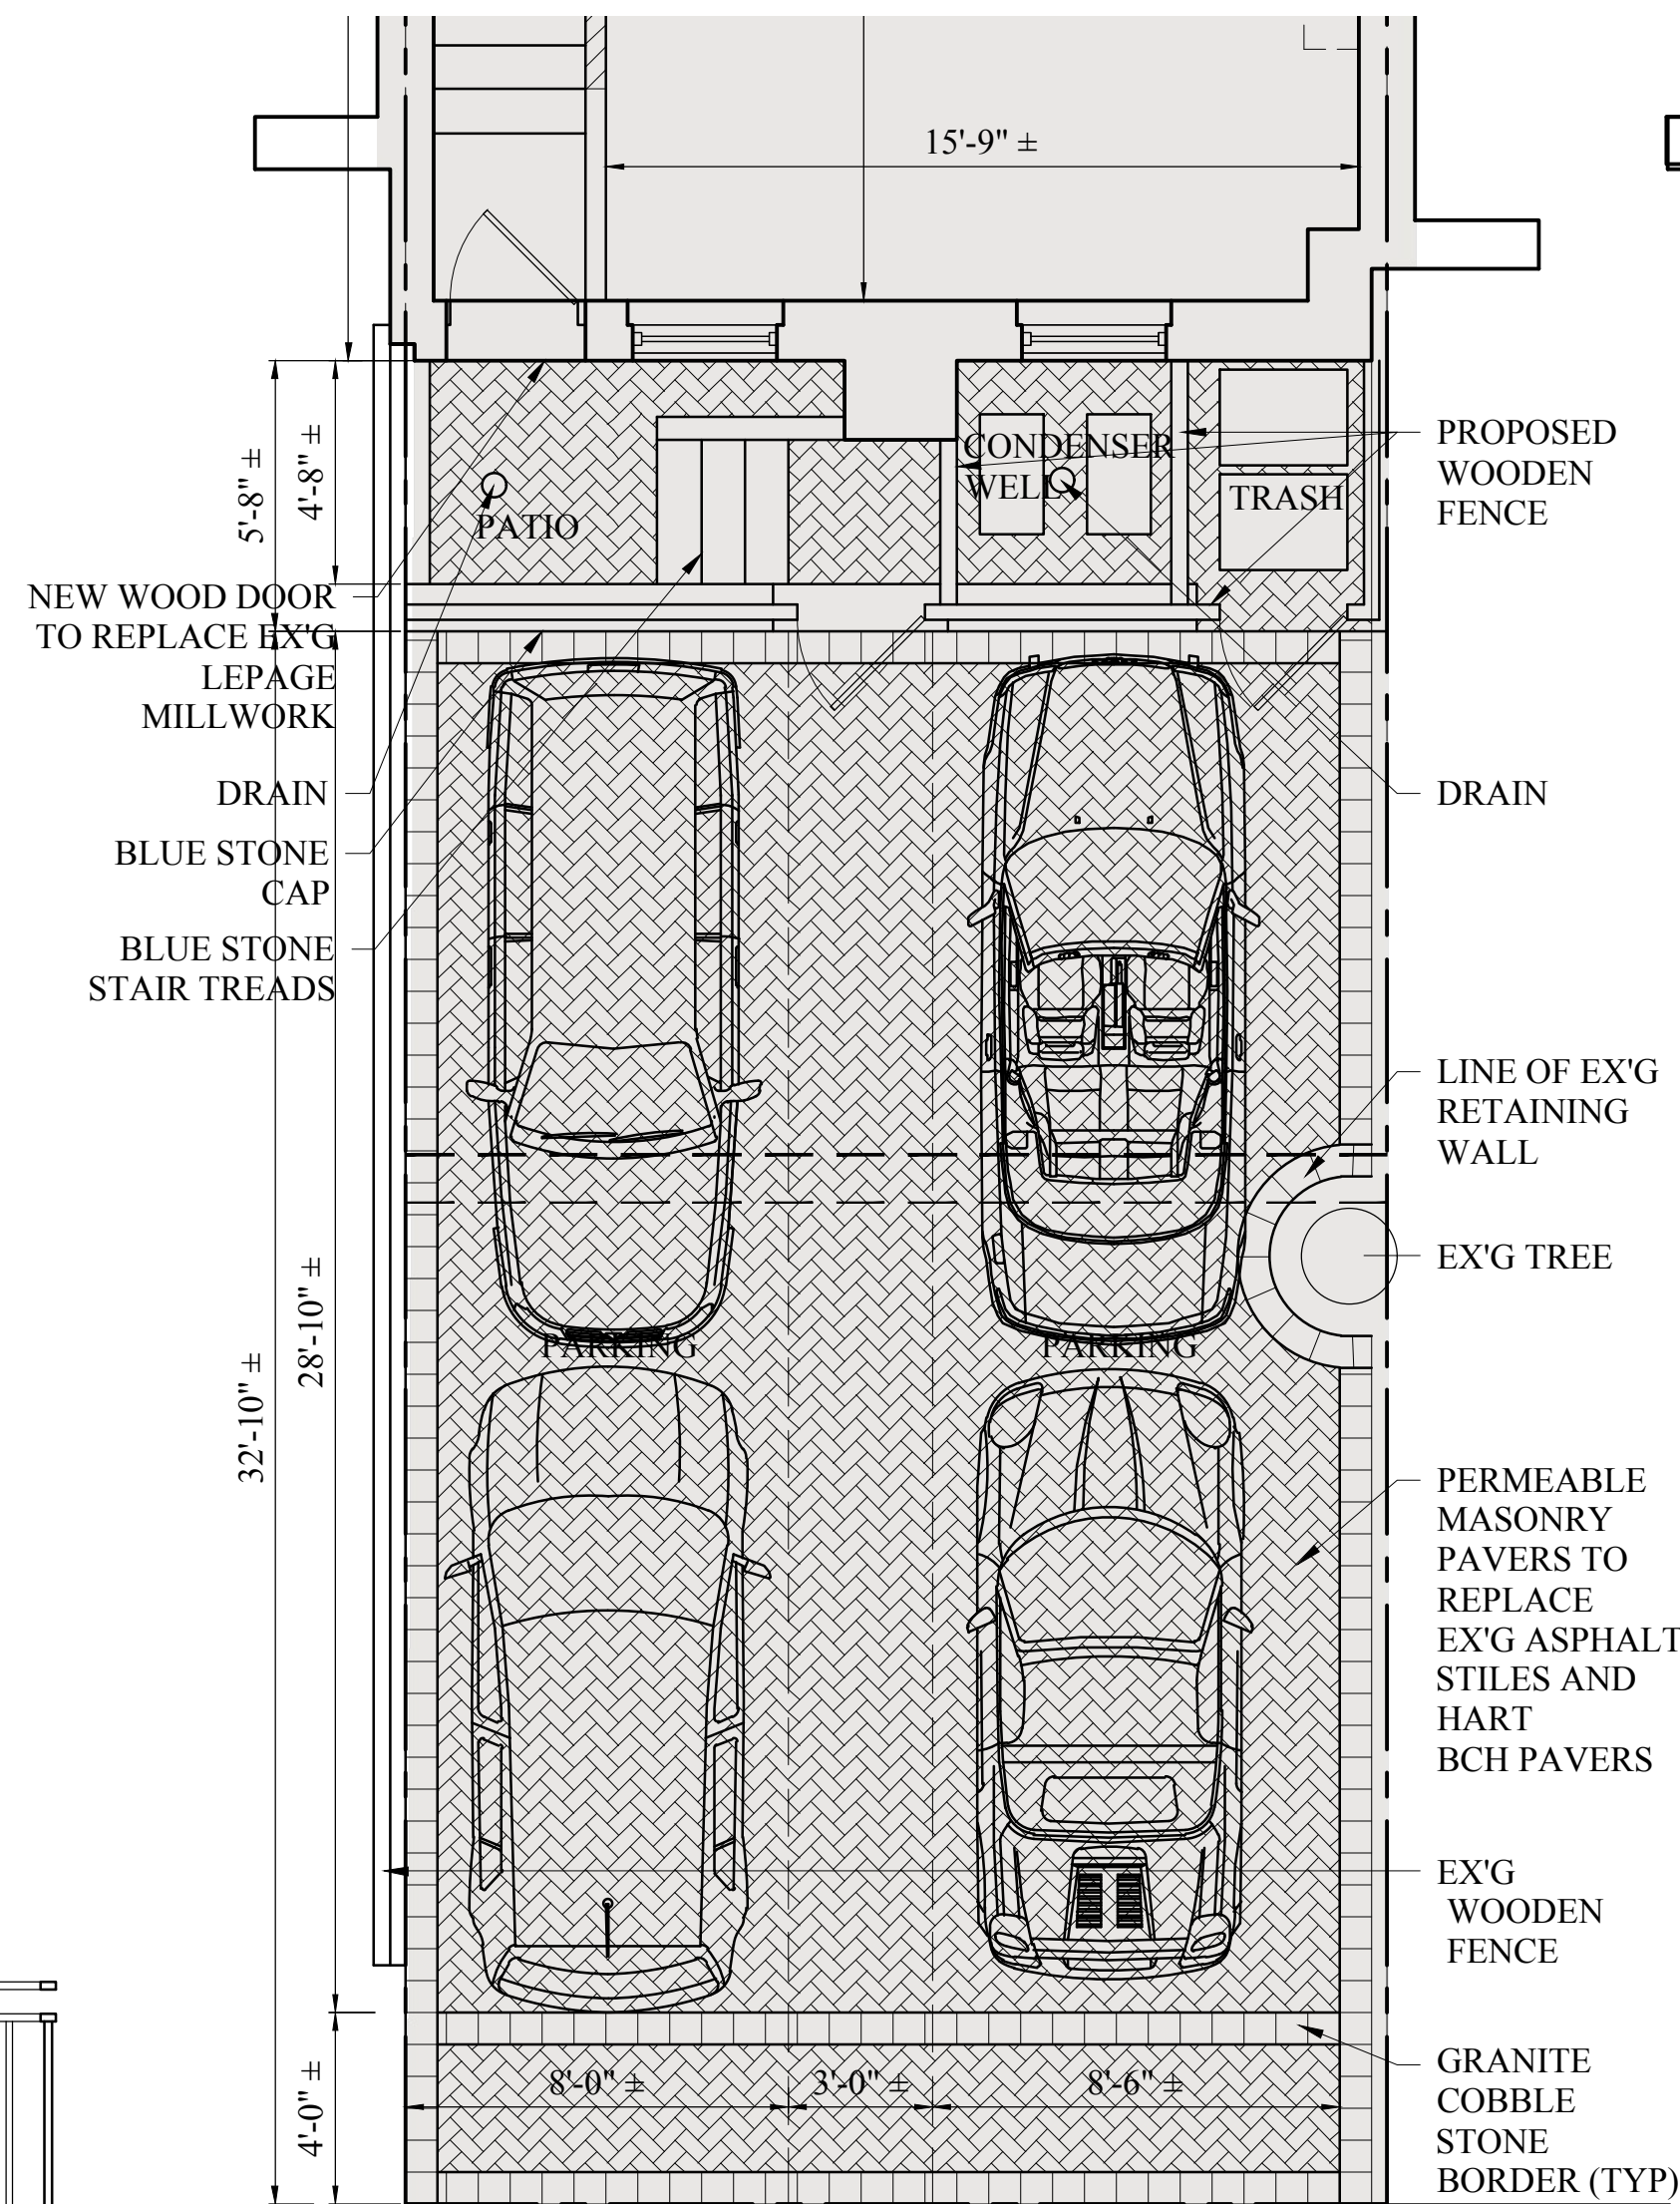 15'-9" ±
5'-8" ±
4'-8" ±
CONDENSER
WELL
TRASH
PATIO
PROPOSED
WOODEN
FENCE
NEW WOOD DOOR
TO REPLACE EX'G
LEPAGE
MILLWORK
DRAIN
DRAIN
BLUE STONE
CAP
BLUE STONE
STAIR TREADS
LINE OF EX'G
RETAINING
WALL
EX'G TREE
28'-10" ±
32'-10" ±
PARKING
PARKING
PERMEABLE
MASONRY
PAVERS TO
REPLACE
EX'G ASPHALT
STILES AND
HART
BCH PAVERS
EX'G
WOODEN
FENCE
4'-0" ±
8'-0" ±
3'-0" ±
8'-6" ±
GRANITE
COBBLE
STONE
BORDER (TYP)